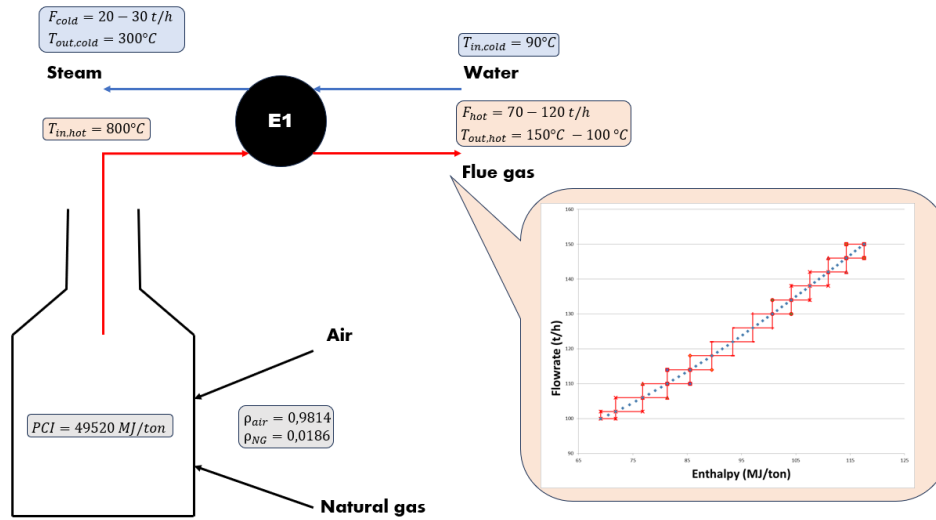 F_cold = 20 − 30 t/h
T_out,cold = 300°C
T_in,cold = 90°C
Steam
Water
E1
T_in,hot = 800°C
F_hot = 70 − 120 t/h
T_out,hot = 150°C − 100 °C
Flue gas
160
150
140
130
120
110
100
90
Flowrate (t/h)
65
75
85
95
105
115
125
Enthalpy (MJ/ton)
Air
PCI = 49520 MJ/ton
ρ_air = 0,9814
ρ_NG = 0,0186
Natural gas